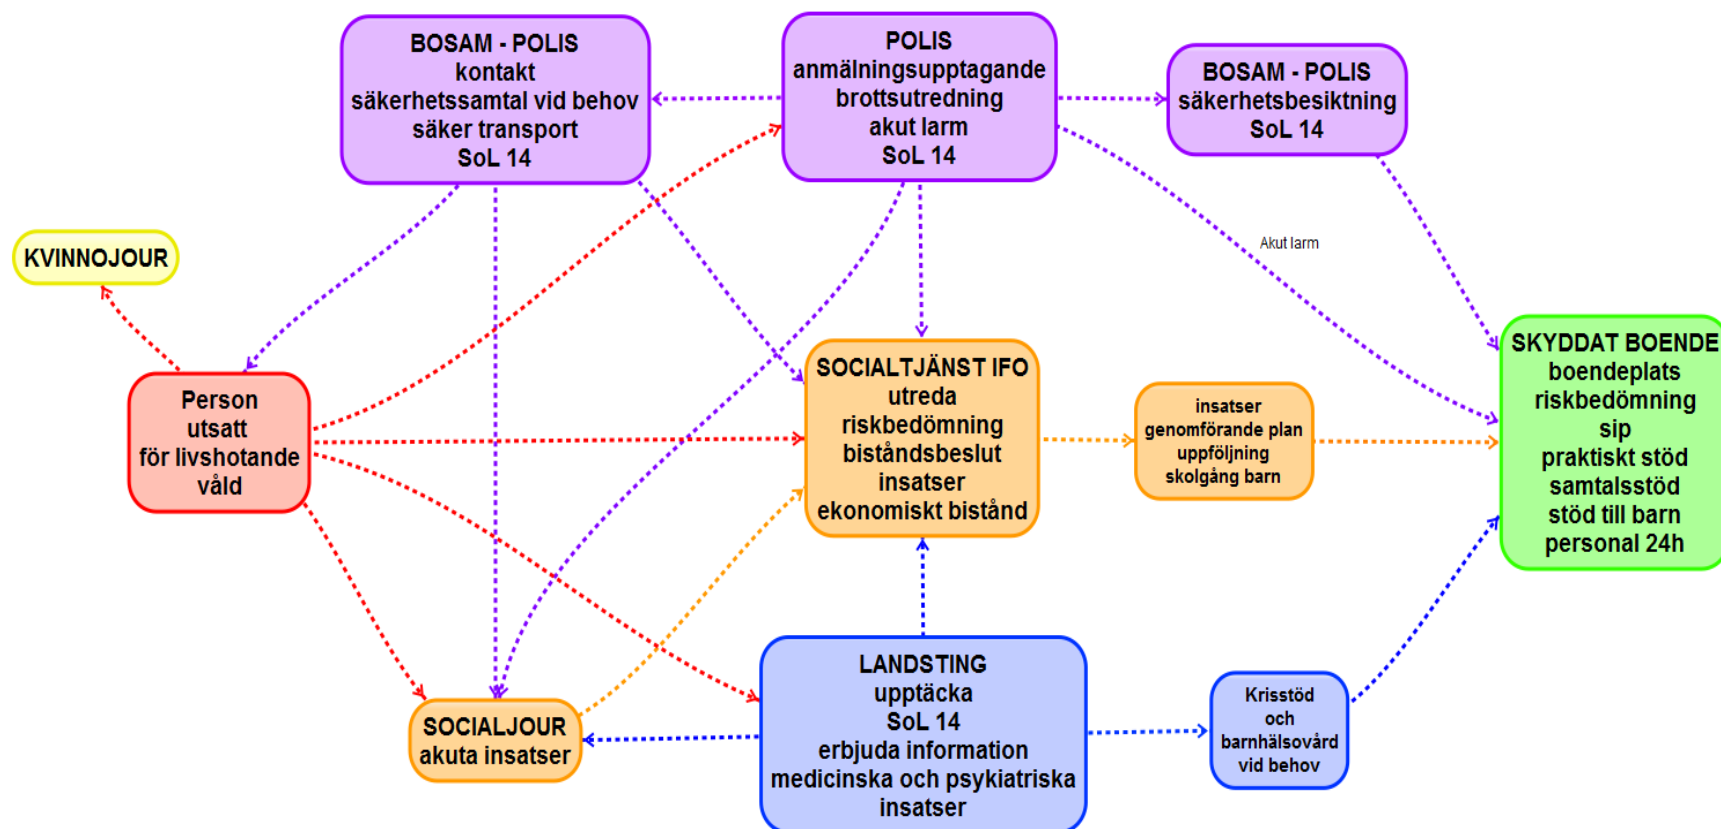 BOSAM - POLIS
kontakt
säkerhetssamtal vid behov
säker transport
SoL 14
POLIS
anmälningsupptagande
brottsutredning
akut larm
SoL 14
BOSAM - POLIS
säkerhetsbesiktning
SoL 14
Akut larm
KVINNOJOUR
Person
utsatt
för livshotande
våld
SOCIALTJÄNST IFO
utreda
riskbedömning
biståndsbeslut
insatser
ekonomiskt bistånd
insatser
genomförande plan
uppföljning
skolgång barn
SKYDDAT BOENDE
boendeplats
riskbedömning
sip
praktiskt stöd
samtalsstöd
stöd till barn
personal 24h
SOCIALJOUR
akuta insatser
LANDSTING
upptäcka
SoL 14
erbjuda information
medicinska och psykiatriska
insatser
Krisstöd
och
barnhälsovård
vid behov